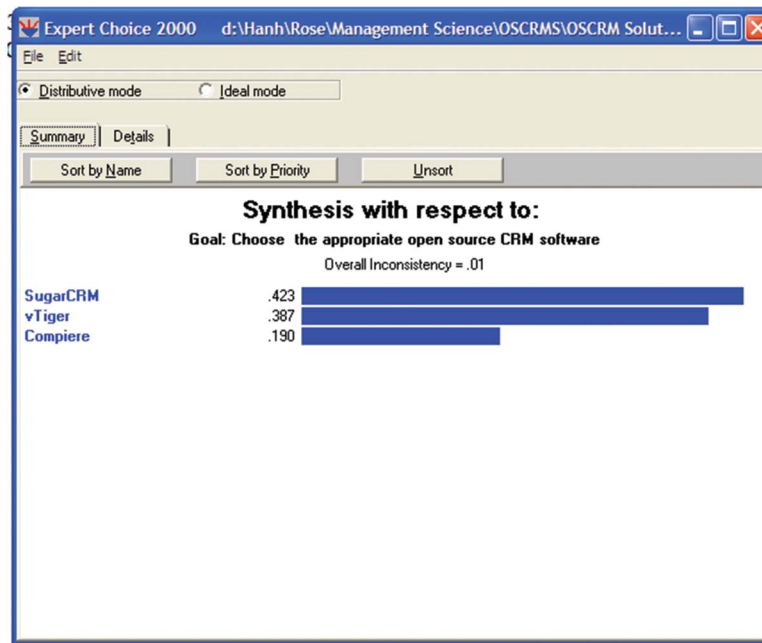 Expert Choice 2000 d:\Hanh\Rose\Management Science\OSCRMS\OSCRM Solut...
File Edit
Distributive mode Ideal mode
Summary Details
Sort by Name Sort by Priority Unsort
Synthesis with respect to:
Goal: Choose the appropriate open source CRM software
Overall Inconsistency = .01
SugarCRM .423
vTiger .387
Compiere .190